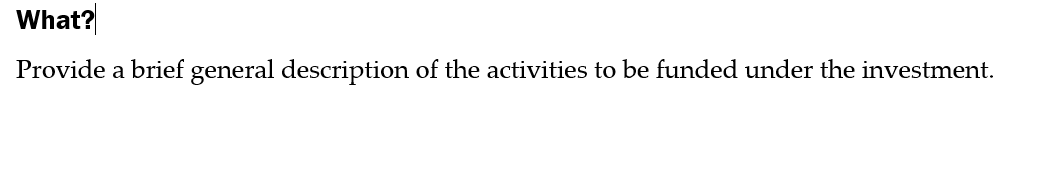 What?
Provide a brief general description of the activities to be funded under the investment.